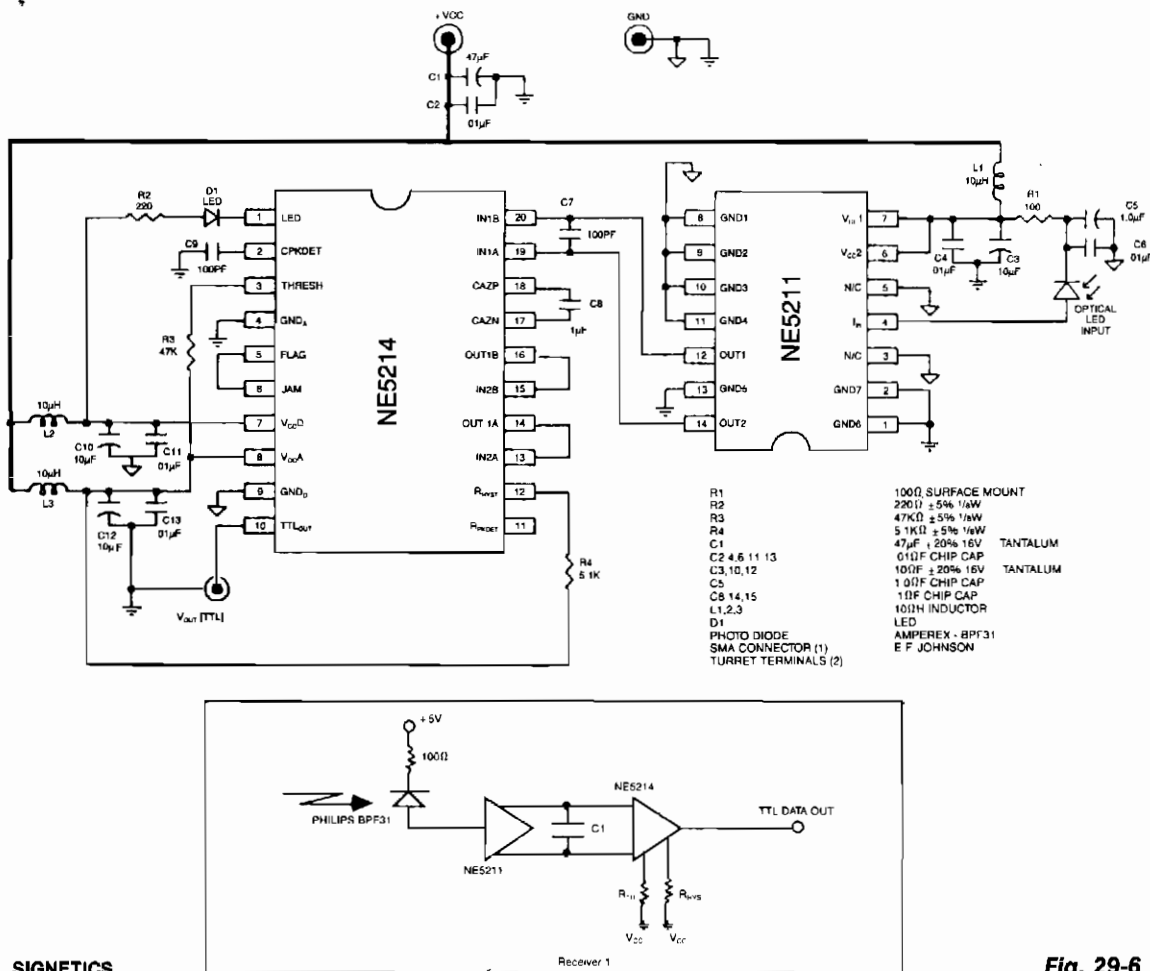 +VCC
GND
47µF
C1
C2
01µF
L1
10µH
R1
100
C5
1.0µF
C6
01µF
C4
01µF
C3
10µF
OPTICAL
LED
INPUT
R2
220
D1
LED
C9
100PF
R3
47K
10µH
L2
C10
10µF
C11
01µF
10µH
L3
C12
10µF
C13
01µF
VOUT [TTL]
NE5214
1 LED
2 CPKDET
3 THRESH
4 GNDA
5 FLAG
6 JAM
7 VCCD
8 VCCA
9 GNDD
10 TTLOUT
IN1B 20
IN1A 19
CAZP 18
CAZN 17
OUT1B 16
IN2B 15
OUT 1A 14
IN2A 13
RHYST 12
RPKDET 11
C7
100PF
C8
1µF
R4
5 1K
NE5211
8 GND1
9 GND2
10 GND3
11 GND4
12 OUT1
13 GND5
14 OUT2
7
VCC2 6
N/C 5
4
N/C 3
GND7 2
GND6 1
R1 100Ω, SURFACE MOUNT
R2 220Ω ±5% 1/8W
R3 47KΩ ±5% 1/8W
R4 5 1KΩ ±5% 1/8W
C1 47µF ±20% 16V TANTALUM
C2 4,6 11 13 01ΩF CHIP CAP
C3,10,12 10ΩF ±20% 16V TANTALUM
C5 1 0ΩF CHIP CAP
C8 14,15 1ΩF CHIP CAP
L1,2,3 10ΩH INDUCTOR
D1 LED
PHOTO DIODE AMPEREX - BPF31
SMA CONNECTOR (1) E F JOHNSON
TURRET TERMINALS (2)
+5V
100Ω
PHILIPS BPF31
NE5211
C1
NE5214
TTL DATA OUT
RTH
RHYS
VCC
VCC
Receiver 1
SIGNETICS
Fig. 29-6